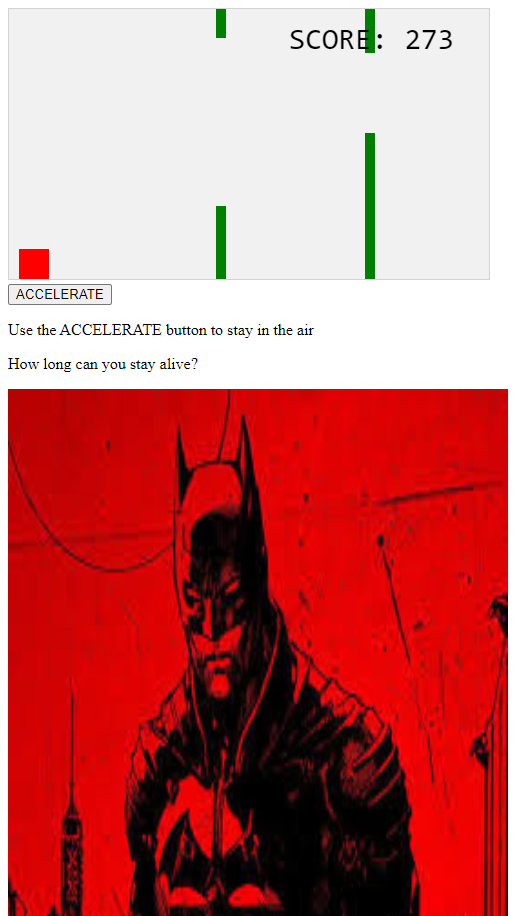 SCORE: 273
ACCELERATE
Use the ACCELERATE button to stay in the air
How long can you stay alive?